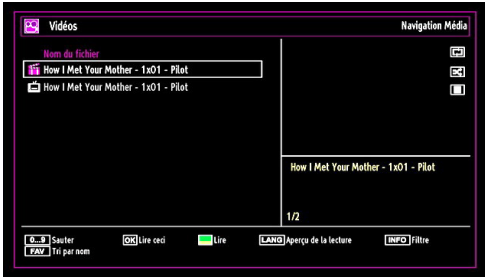 Vidéos
Navigation Média
Nom du fichier
How I Met Your Mother - 1x01 - Pilot
How I Met Your Mother - 1x01 - Pilot
How I Met Your Mother - 1x01 - Pilot
1/2
0...9 Sauter
OK Lire ceci
Lire
LANG Aperçu de la lecture
INFO Filtre
FAV Tri par nom